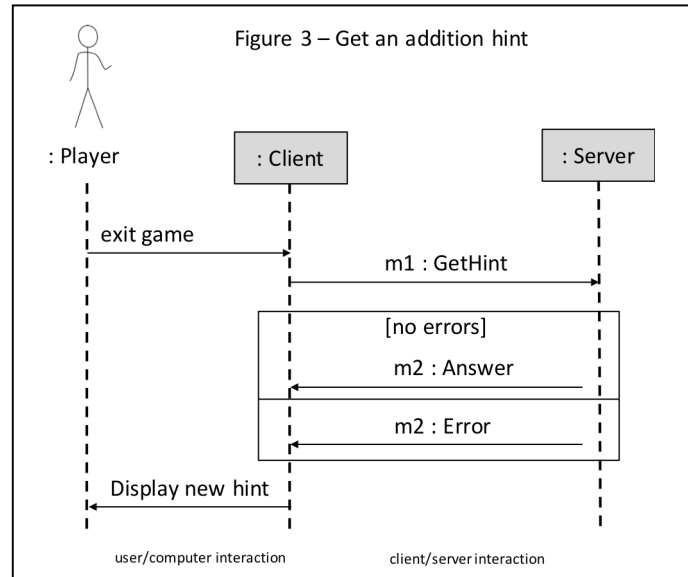 Figure 3 – Get an addition hint
: Player
: Client
: Server
exit game
m1 : GetHint
[no errors]
m2 : Answer
m2 : Error
Display new hint
user/computer interaction
client/server interaction